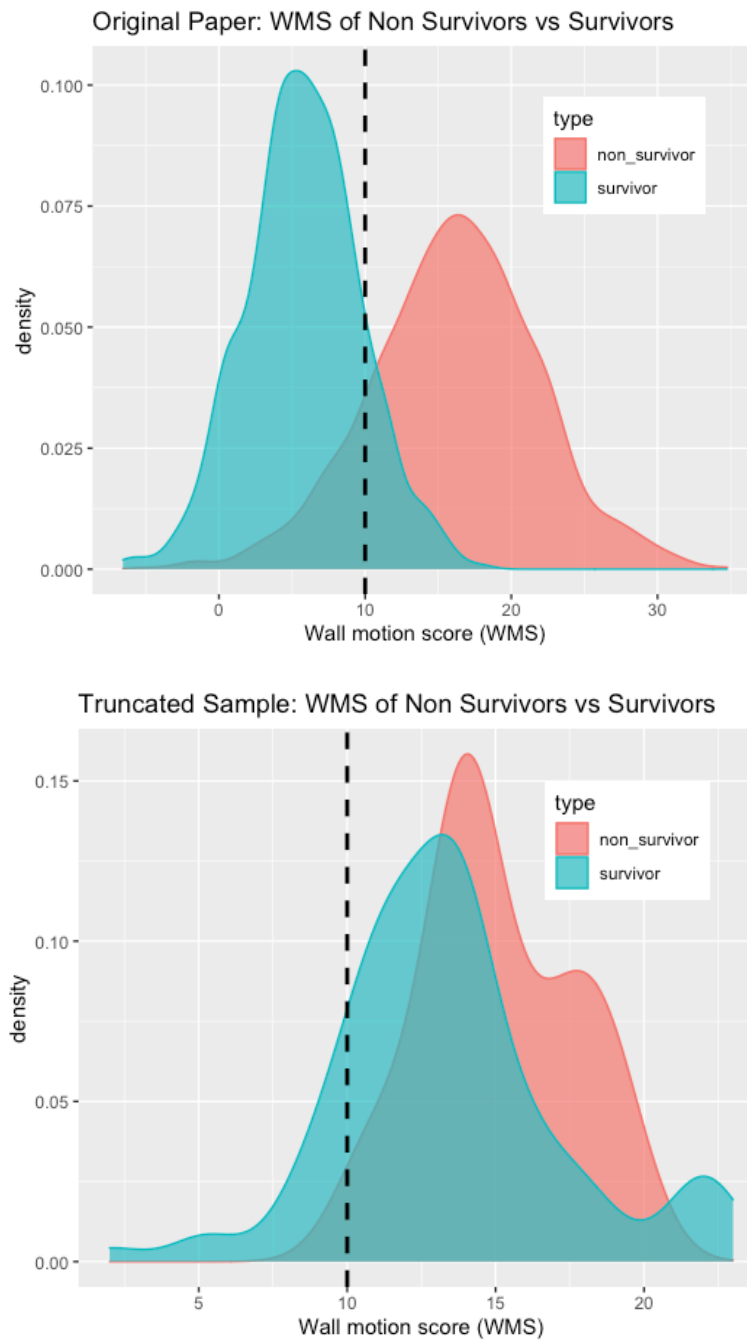 Original Paper: WMS of Non Survivors vs Survivors
0.100
0.075
0.050
0.025
0.000
density
type
non_survivor
survivor
0 10 20 30
Wall motion score (WMS)
Truncated Sample: WMS of Non Survivors vs Survivors
0.15
0.10
0.05
0.00
density
type
non_survivor
survivor
5 10 15 20
Wall motion score (WMS)